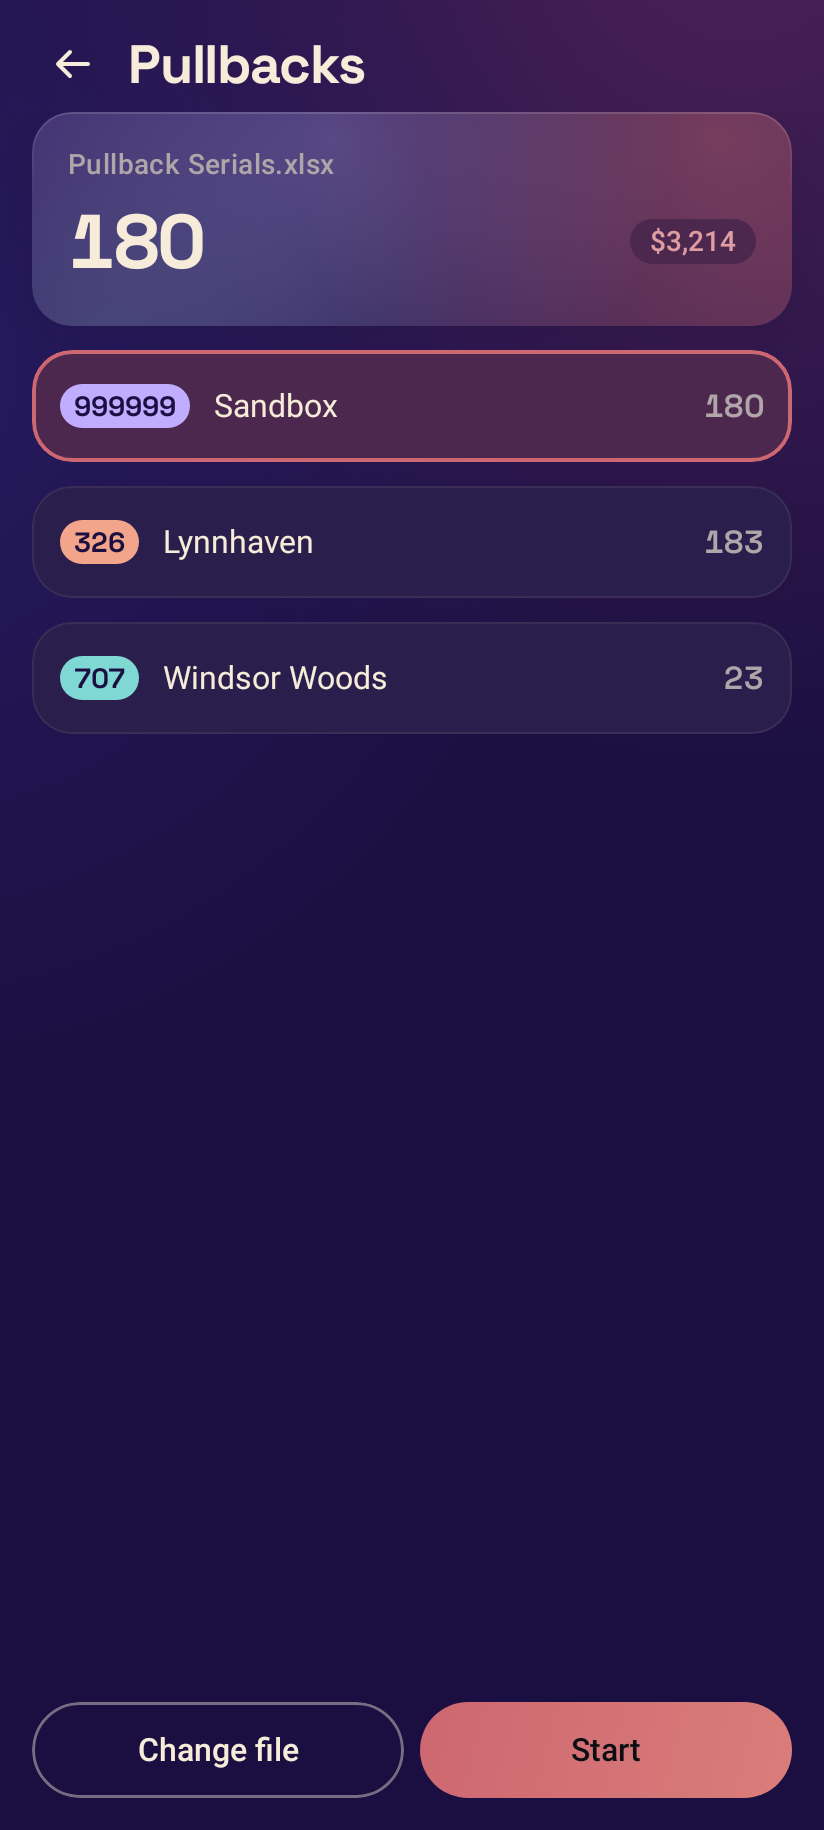 Pullbacks
Pullback Serials.xlsx
180
$3,214
999999 Sandbox 180
326 Lynnhaven 183
707 Windsor Woods 23
Change file
Start